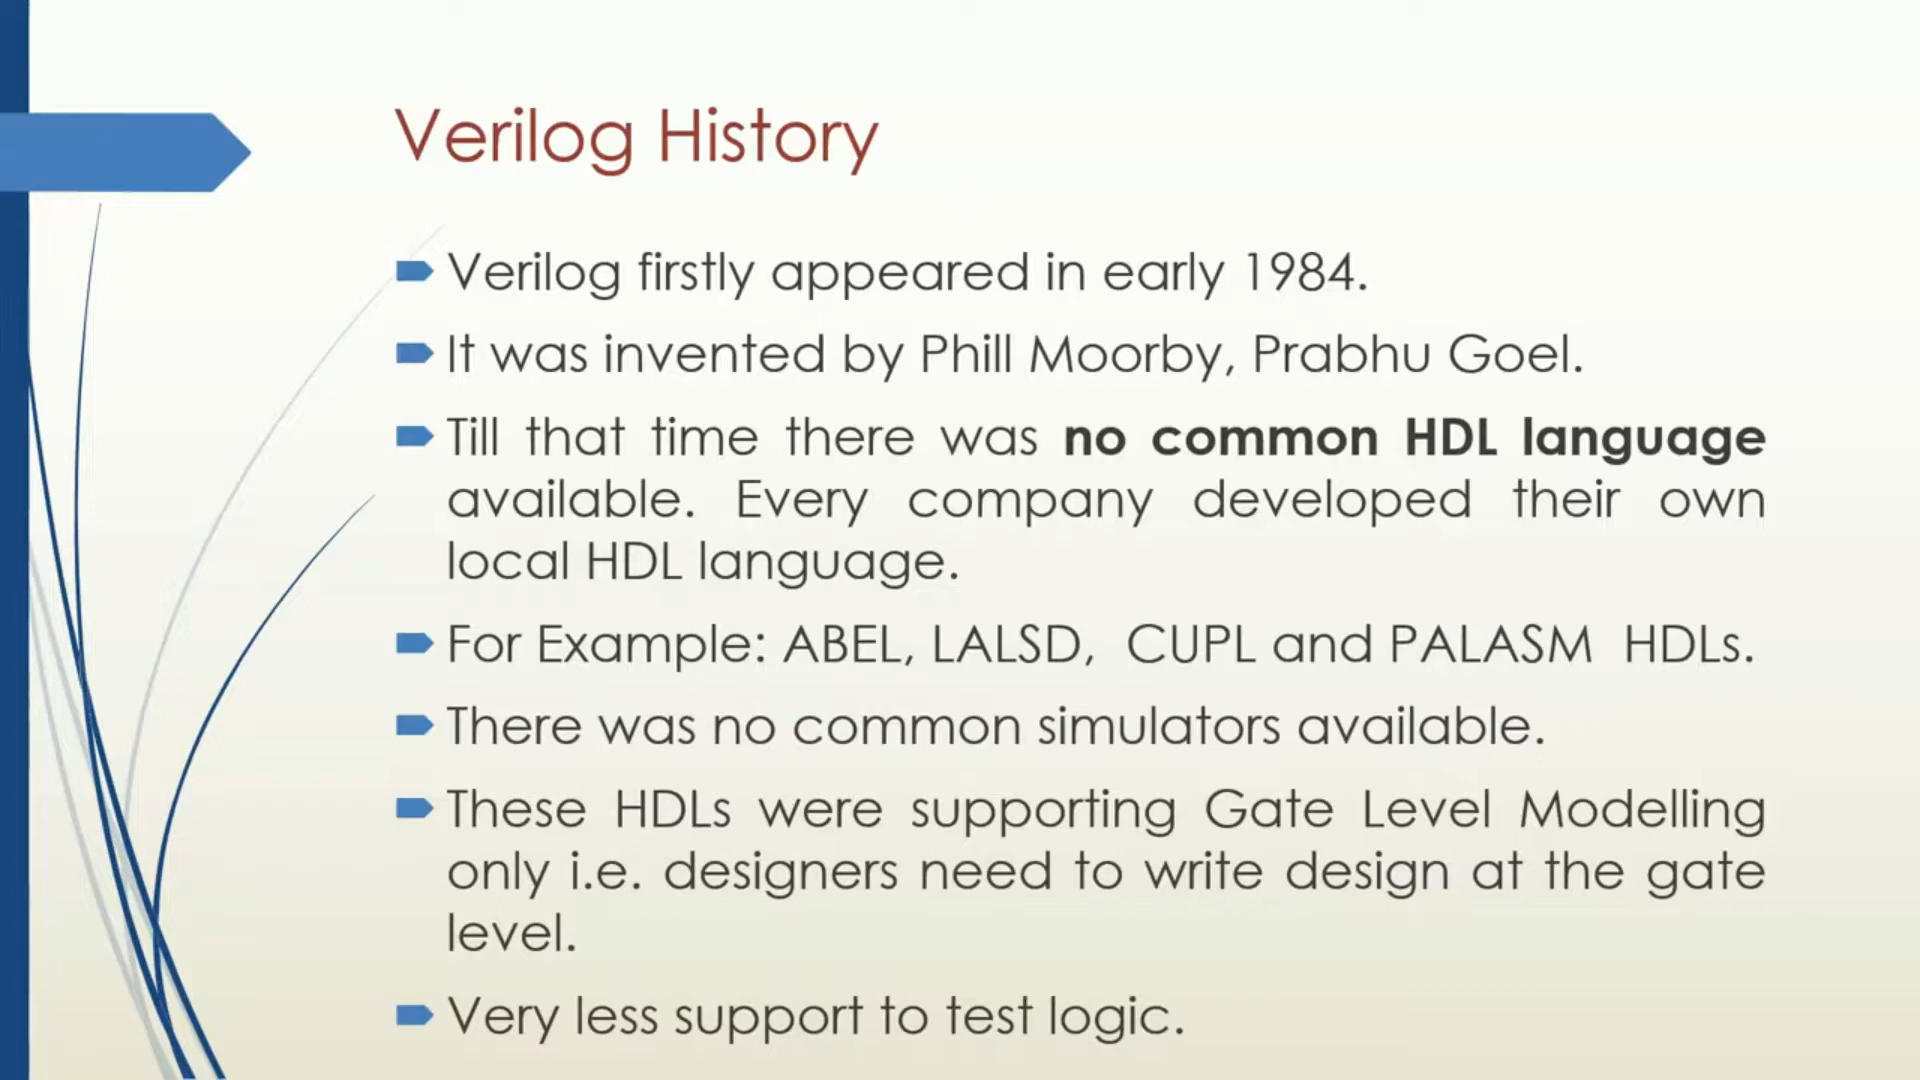 Verilog History
Verilog firstly appeared in early 1984.
It was invented by Phill Moorby, Prabhu Goel.
Till that time there was no common HDL language
available. Every company developed their own
local HDL language.
For Example: ABEL, LALSD, CUPL and PALASM HDLs.
There was no common simulators available.
These HDLs were supporting Gate Level Modelling
only i.e. designers need to write design at the gate
level.
Very less support to test logic.